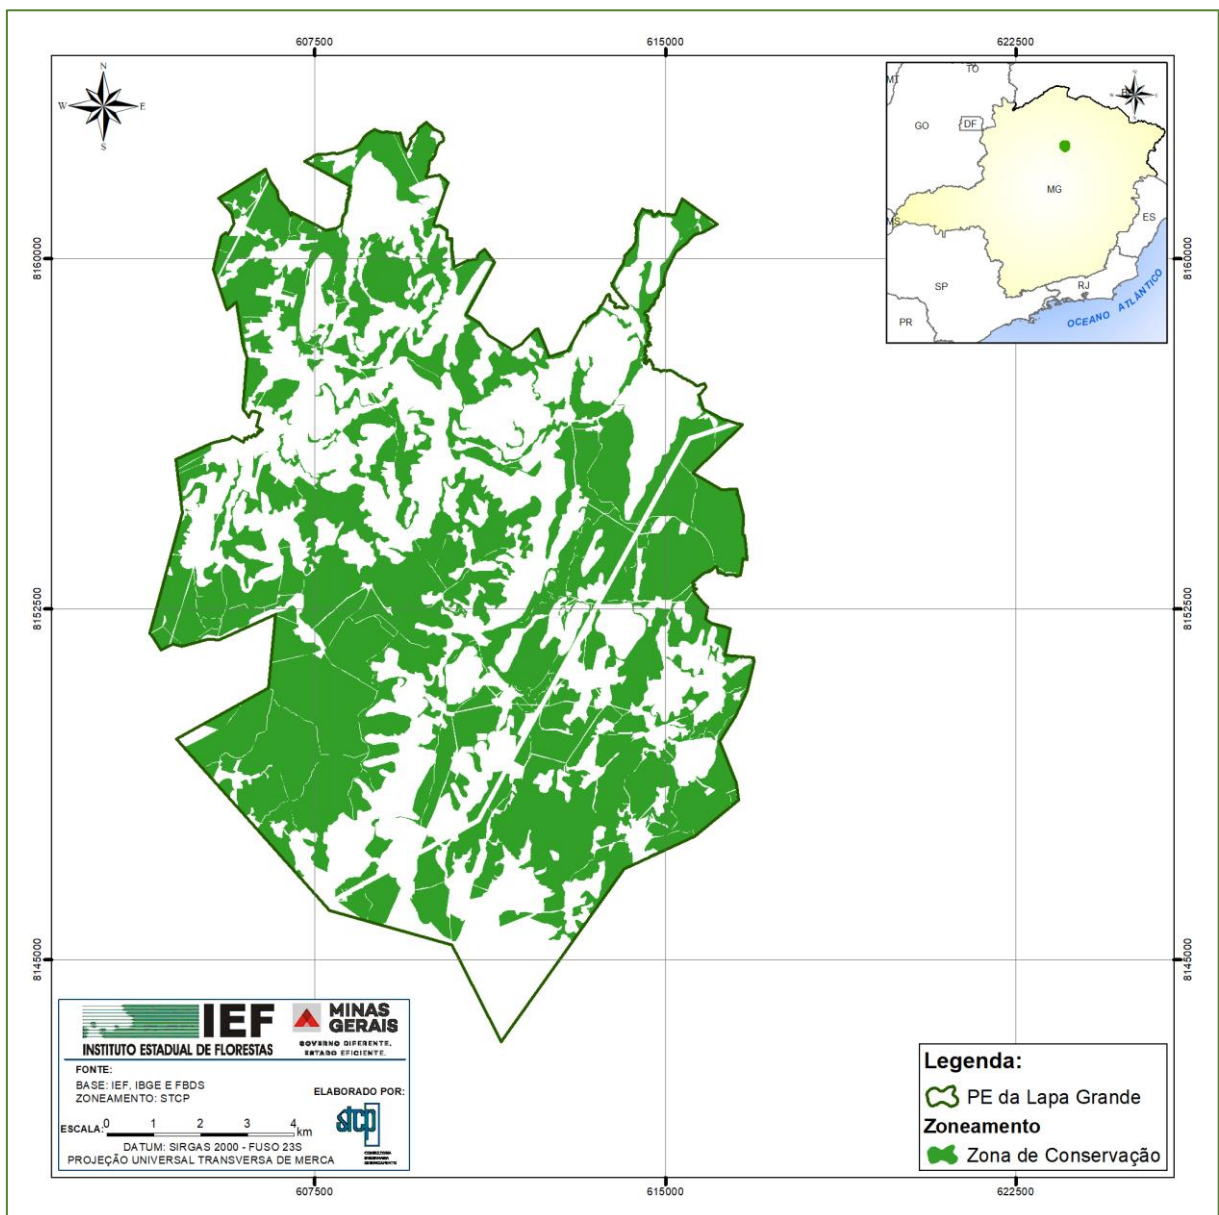 607500
615000
622500
N
W
E
S
MT
TO
GO
DF
MG
MS
ES
SP
RJ
PR
OCEANO ATLÂNTICO
8160000
8160000
8152500
8152500
8145000
8145000
IEF
INSTITUTO ESTADUAL DE FLORESTAS
MINAS
GERAIS
GOVERNO DIFERENTE.
ESTADO EFICIENTE.
FONTE:
BASE: IEF, IBGE E FBDS
ZONEAMENTO: STCP
ELABORADO POR:
stcp
ESCALA: 0 1 2 3 4 km
DATUM: SIRGAS 2000 - FUSO 23S
PROJEÇÃO UNIVERSAL TRANSVERSA DE MERCA
Legenda:
PE da Lapa Grande
Zoneamento
Zona de Conservação
607500
615000
622500